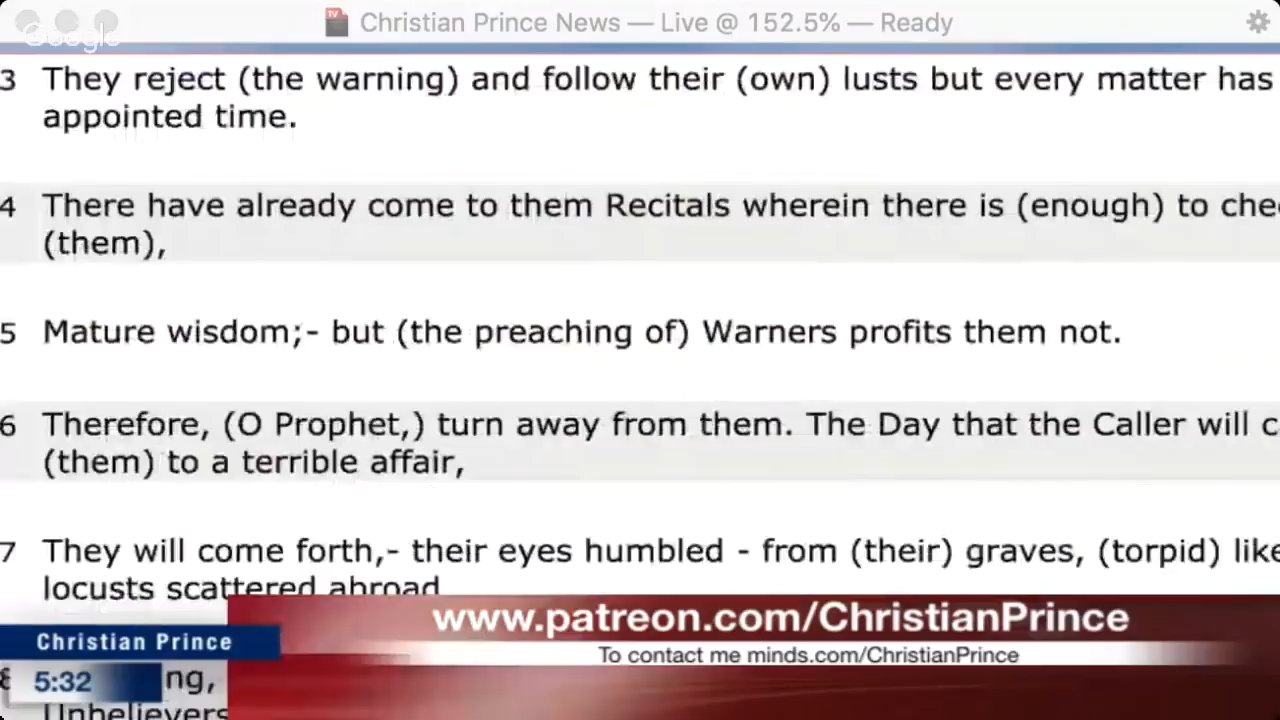 Google
Christian Prince News — Live @ 152.5% — Ready
3 They reject (the warning) and follow their (own) lusts but every matter has
appointed time.
4 There have already come to them Recitals wherein there is (enough) to che
(them),
5 Mature wisdom;- but (the preaching of) Warners profits them not.
6 Therefore, (O Prophet,) turn away from them. The Day that the Caller will c
(them) to a terrible affair,
7 They will come forth,- their eyes humbled - from (their) graves, (torpid) like
locusts scattered abroad
www.patreon.com/ChristianPrince
Christian Prince
To contact me minds.com/ChristianPrince
5:32
ng,
Unbelievers